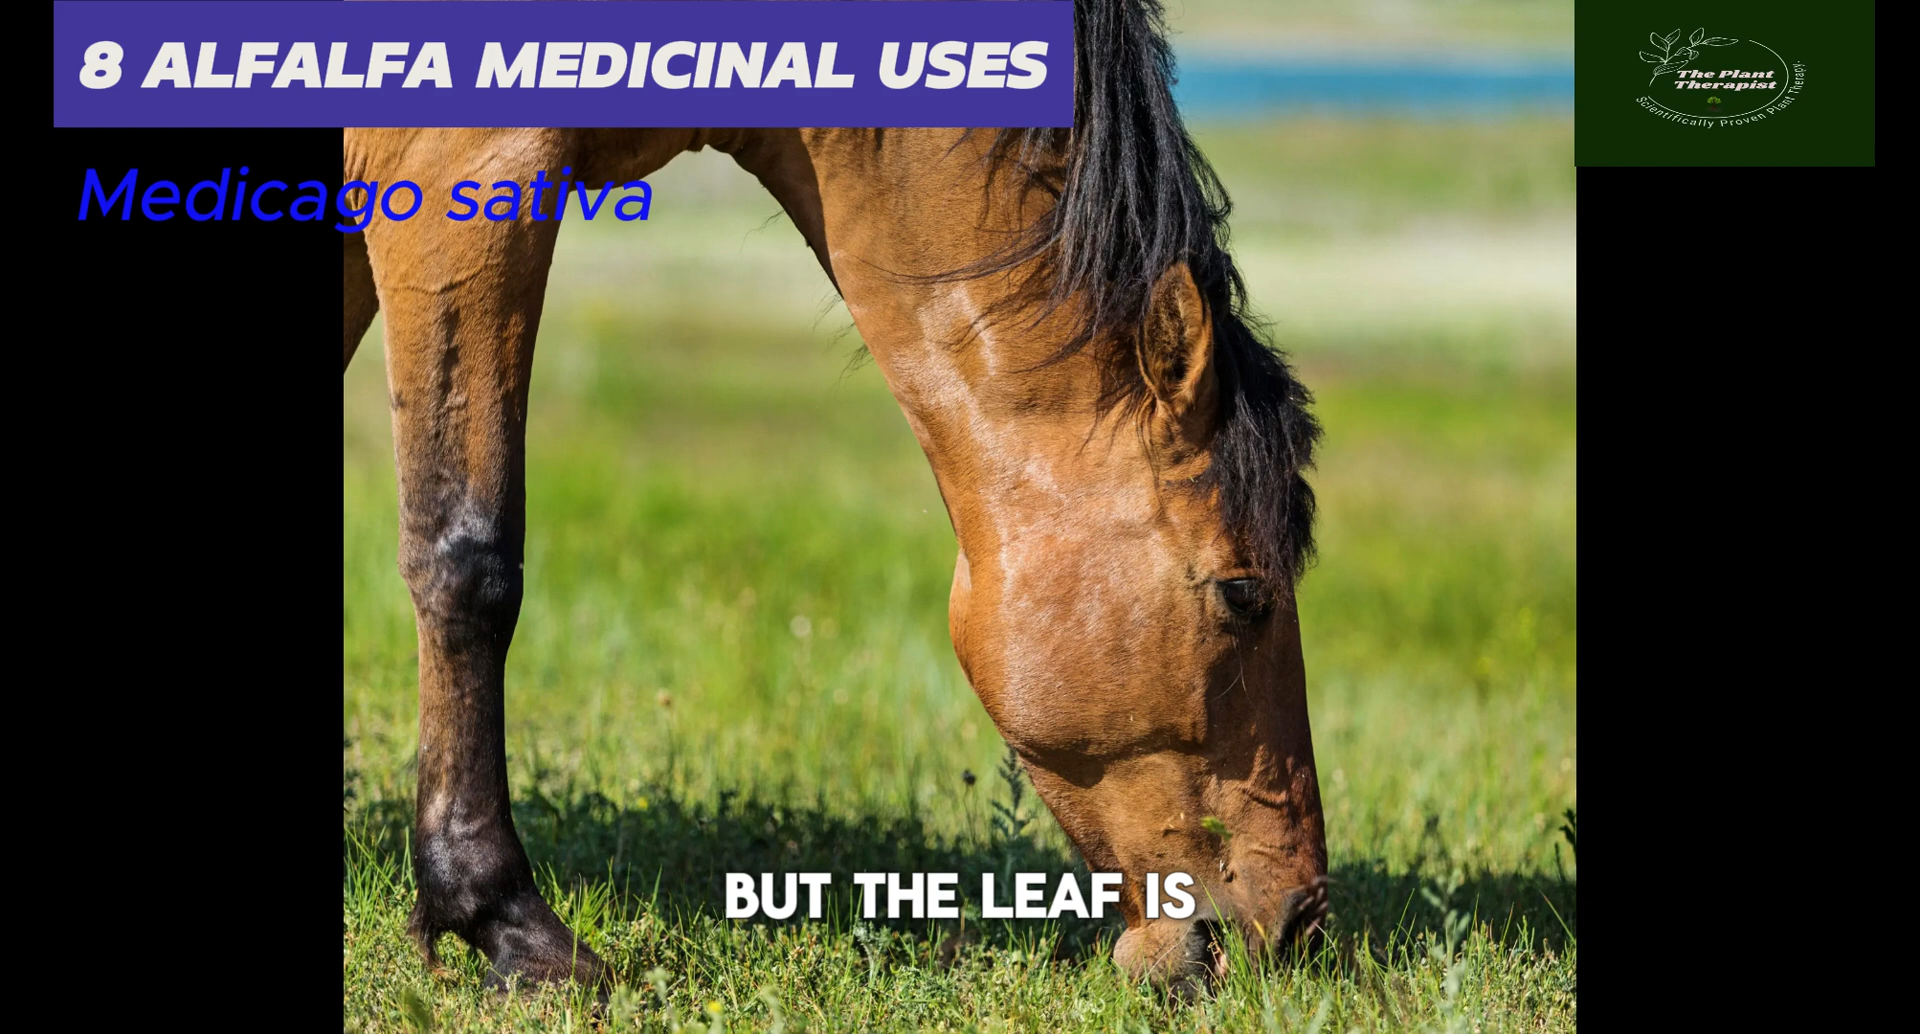 8 ALFALFA MEDICINAL USES
Medicago sativa
The Plant
Therapist
Scientifically Proven Plant Therapy.
BUT THE LEAF IS